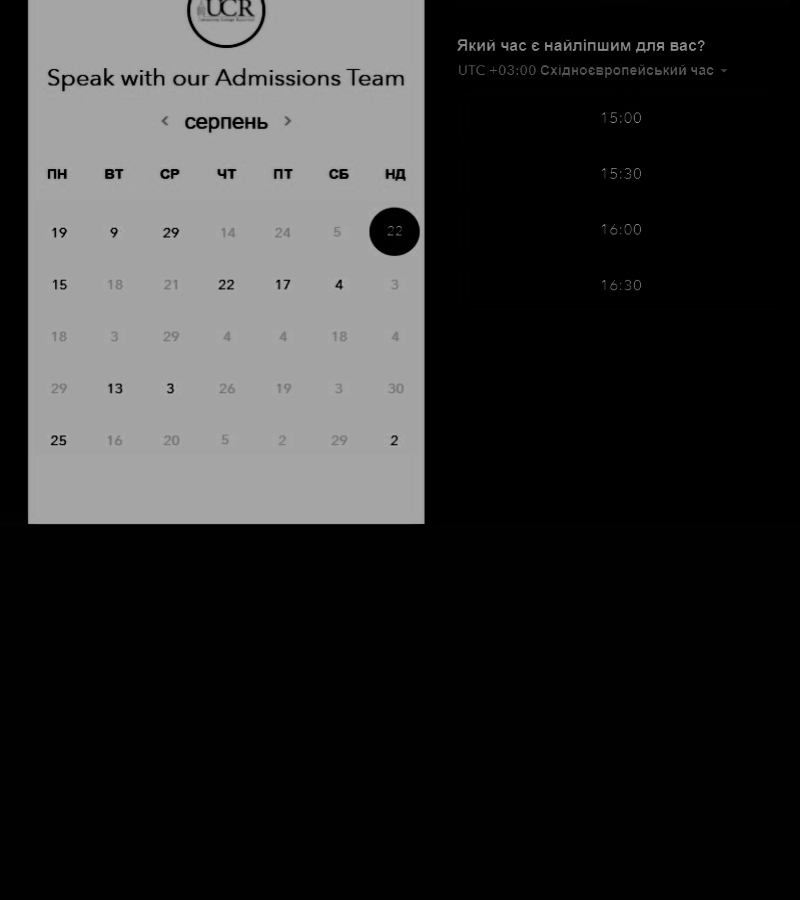 UCR
Speak with our Admissions Team
серпень
ПН ВТ СР ЧТ ПТ СБ НД
19 9 29 14 24 5 22
15 18 21 22 17 4 3
18 3 29 4 4 18 4
29 13 3 26 19 3 30
25 16 20 5 2 29 2
Який час є найліпшим для вас?
UTC +03:00 Східноєвропейський час
15:00
15:30
16:00
16:30